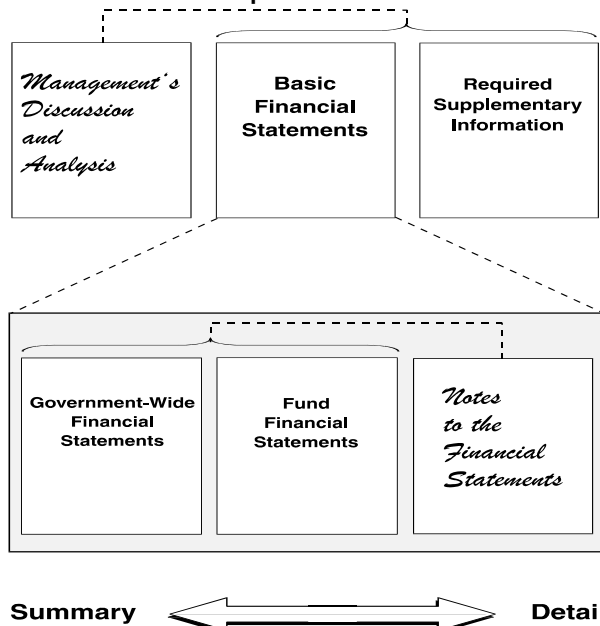 Management's
Discussion
and
Analysis
Basic
Financial
Statements
Required
Supplementary
Information
Government-Wide
Financial
Statements
Fund
Financial
Statements
Notes
to the
Financial
Statements
Summary
Detai